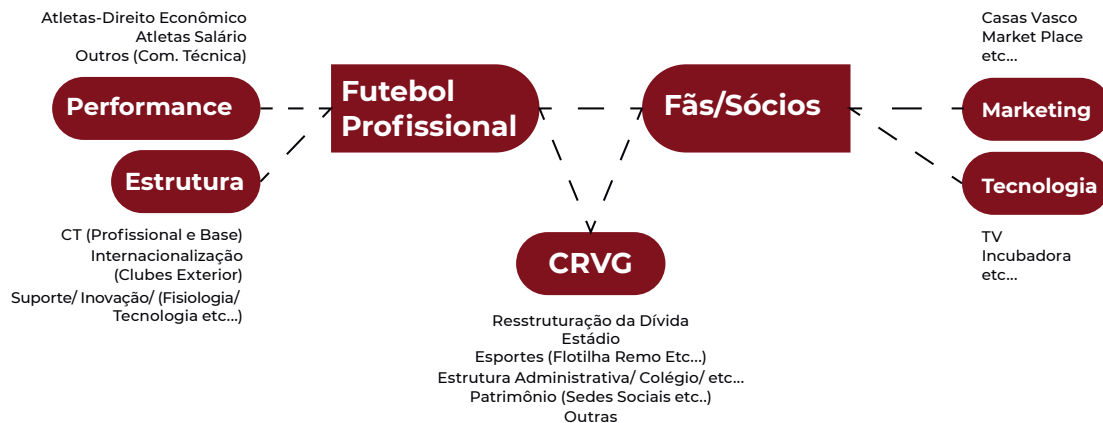 Atletas-Direito Econômico
Atletas Salário
Outros (Com. Técnica)
Performance
Estrutura
CT (Profissional e Base)
Internacionalização
(Clubes Exterior)
Suporte/ Inovação/ (Fisiologia/
Tecnologia etc...)
Futebol
Profissional
Fãs/Sócios
CRVG
Resstruturação da Dívida
Estádio
Esportes (Flotilha Remo Etc...)
Estrutura Administrativa/ Colégio/ etc...
Patrimônio (Sedes Sociais etc..)
Outras
Casas Vasco
Market Place
etc...
Marketing
Tecnologia
TV
Incubadora
etc...